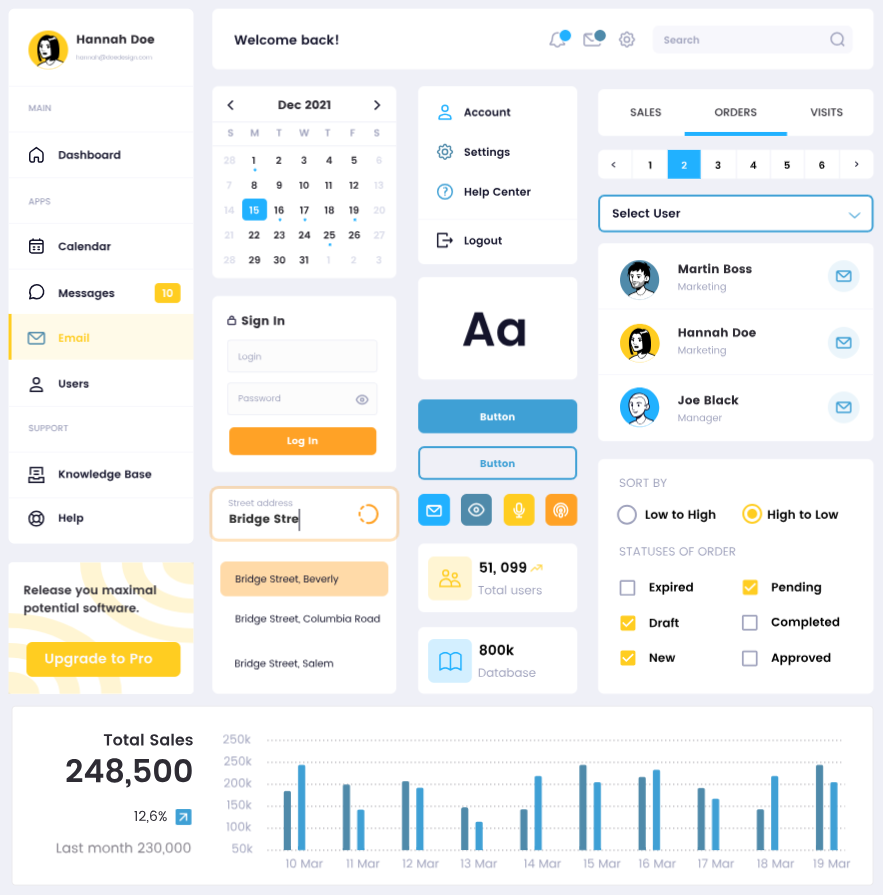 Hannah Doe
hannah@doedesign.com
MAIN
Dashboard
APPS
Calendar
Messages
10
Email
Users
SUPPORT
Knowledge Base
Help
Release you maximal
potential software.
Upgrade to Pro
Welcome back!
Search
Dec 2021
S M T W T F S
28 1 2 3 4 5 6
7 8 9 10 11 12 13
14 15 16 17 18 19 20
21 22 23 24 25 26 27
28 29 30 31 1 2 3
Sign In
Login
Password
Log In
Street address
Bridge Stre
Bridge Street, Beverly
Bridge Street, Columbia Road
Bridge Street, Salem
Account
Settings
Help Center
Logout
Aa
Button
Button
51, 099
Total users
800k
Database
SALES ORDERS VISITS
< 1 2 3 4 5 6 >
Select User
Martin Boss
Marketing
Hannah Doe
Marketing
Joe Black
Manager
SORT BY
Low to High High to Low
STATUSES OF ORDER
Expired Pending
Draft Completed
New Approved
Total Sales
248,500
12,6%
Last month 230,000
250k
250k
200k
150k
100k
50k
10 Mar 11 Mar 12 Mar 13 Mar 14 Mar 15 Mar 16 Mar 17 Mar 18 Mar 19 Mar